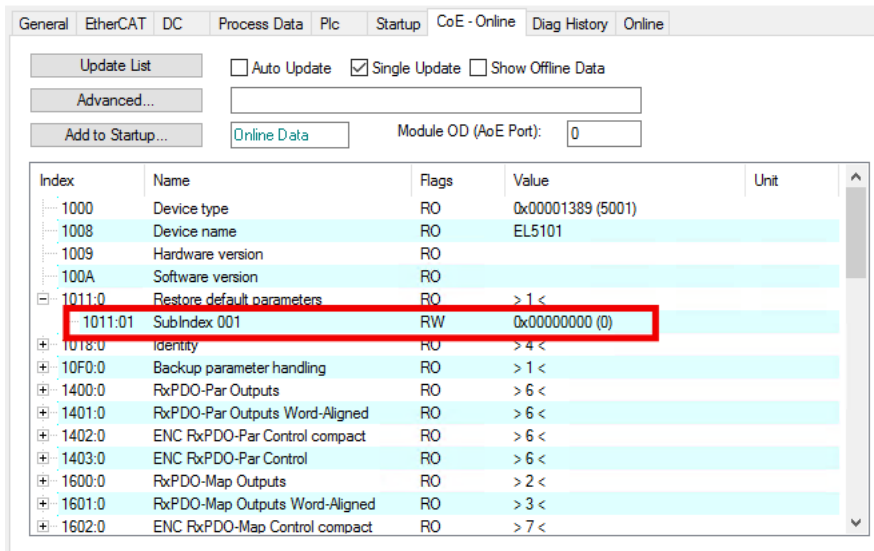 General EtherCAT DC Process Data Plc Startup CoE - Online Diag History Online
Update List Auto Update Single Update Show Offline Data
Advanced...
Add to Startup... Online Data Module OD (AoE Port): 0
Index Name Flags Value Unit
1000 Device type RO 0x00001389 (5001)
1008 Device name RO EL5101
1009 Hardware version RO
100A Software version RO
1011:0 Restore default parameters RO > 1 <
1011:01 SubIndex 001 RW 0x00000000 (0)
1018:0 Identity RO > 4 <
10F0:0 Backup parameter handling RO > 1 <
1400:0 RxPDO-Par Outputs RO > 6 <
1401:0 RxPDO-Par Outputs Word-Aligned RO > 6 <
1402:0 ENC RxPDO-Par Control compact RO > 6 <
1403:0 ENC RxPDO-Par Control RO > 6 <
1600:0 RxPDO-Map Outputs RO > 2 <
1601:0 RxPDO-Map Outputs Word-Aligned RO > 3 <
1602:0 ENC RxPDO-Map Control compact RO > 7 <